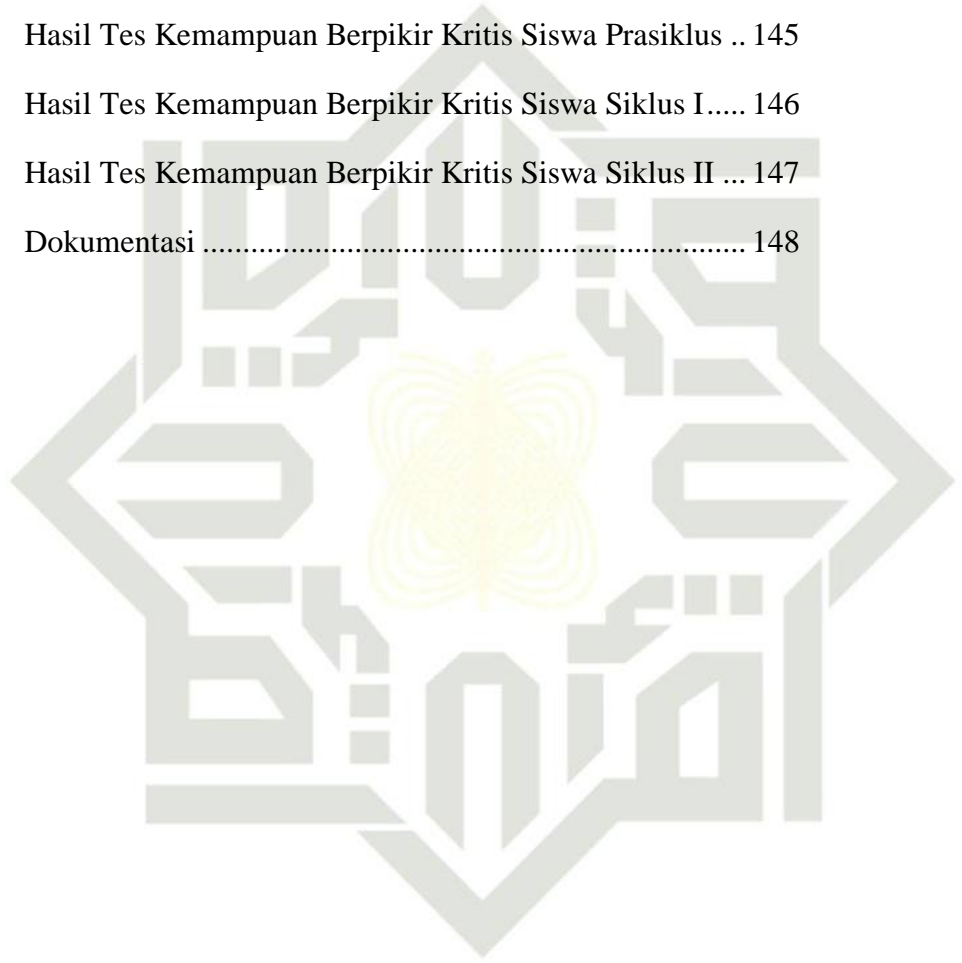 Hasil Tes Kemampuan Berpikir Kritis Siswa Prasiklus .. 145
Hasil Tes Kemampuan Berpikir Kritis Siswa Siklus I..... 146
Hasil Tes Kemampuan Berpikir Kritis Siswa Siklus II ... 147
Dokumentasi .................................................................... 148